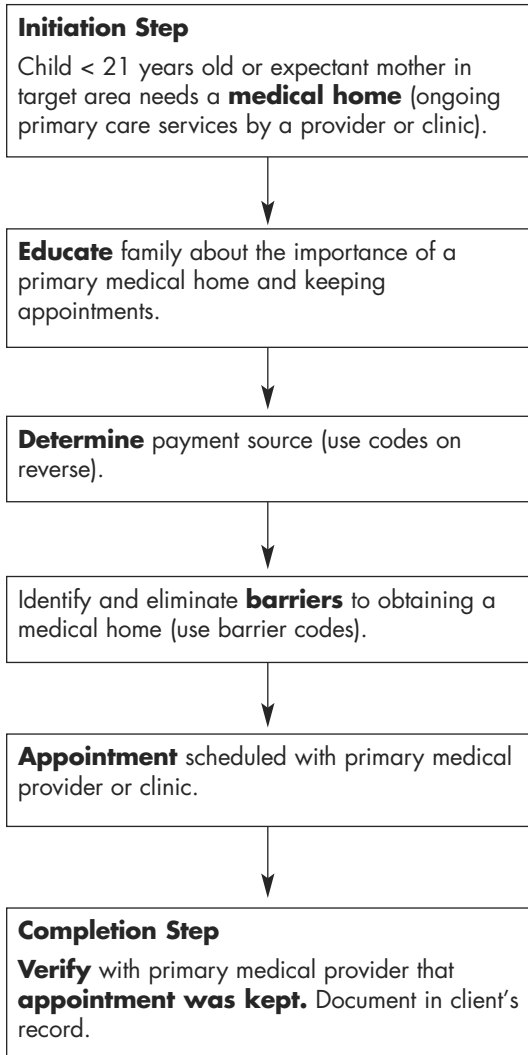 Initiation Step
Child < 21 years old or expectant mother in
target area needs a medical home (ongoing
primary care services by a provider or clinic).
Educate family about the importance of a
primary medical home and keeping
appointments.
Determine payment source (use codes on
reverse).
Identify and eliminate barriers to obtaining a
medical home (use barrier codes).
Appointment scheduled with primary medical
provider or clinic.
Completion Step
Verify with primary medical provider that
appointment was kept. Document in client's
record.